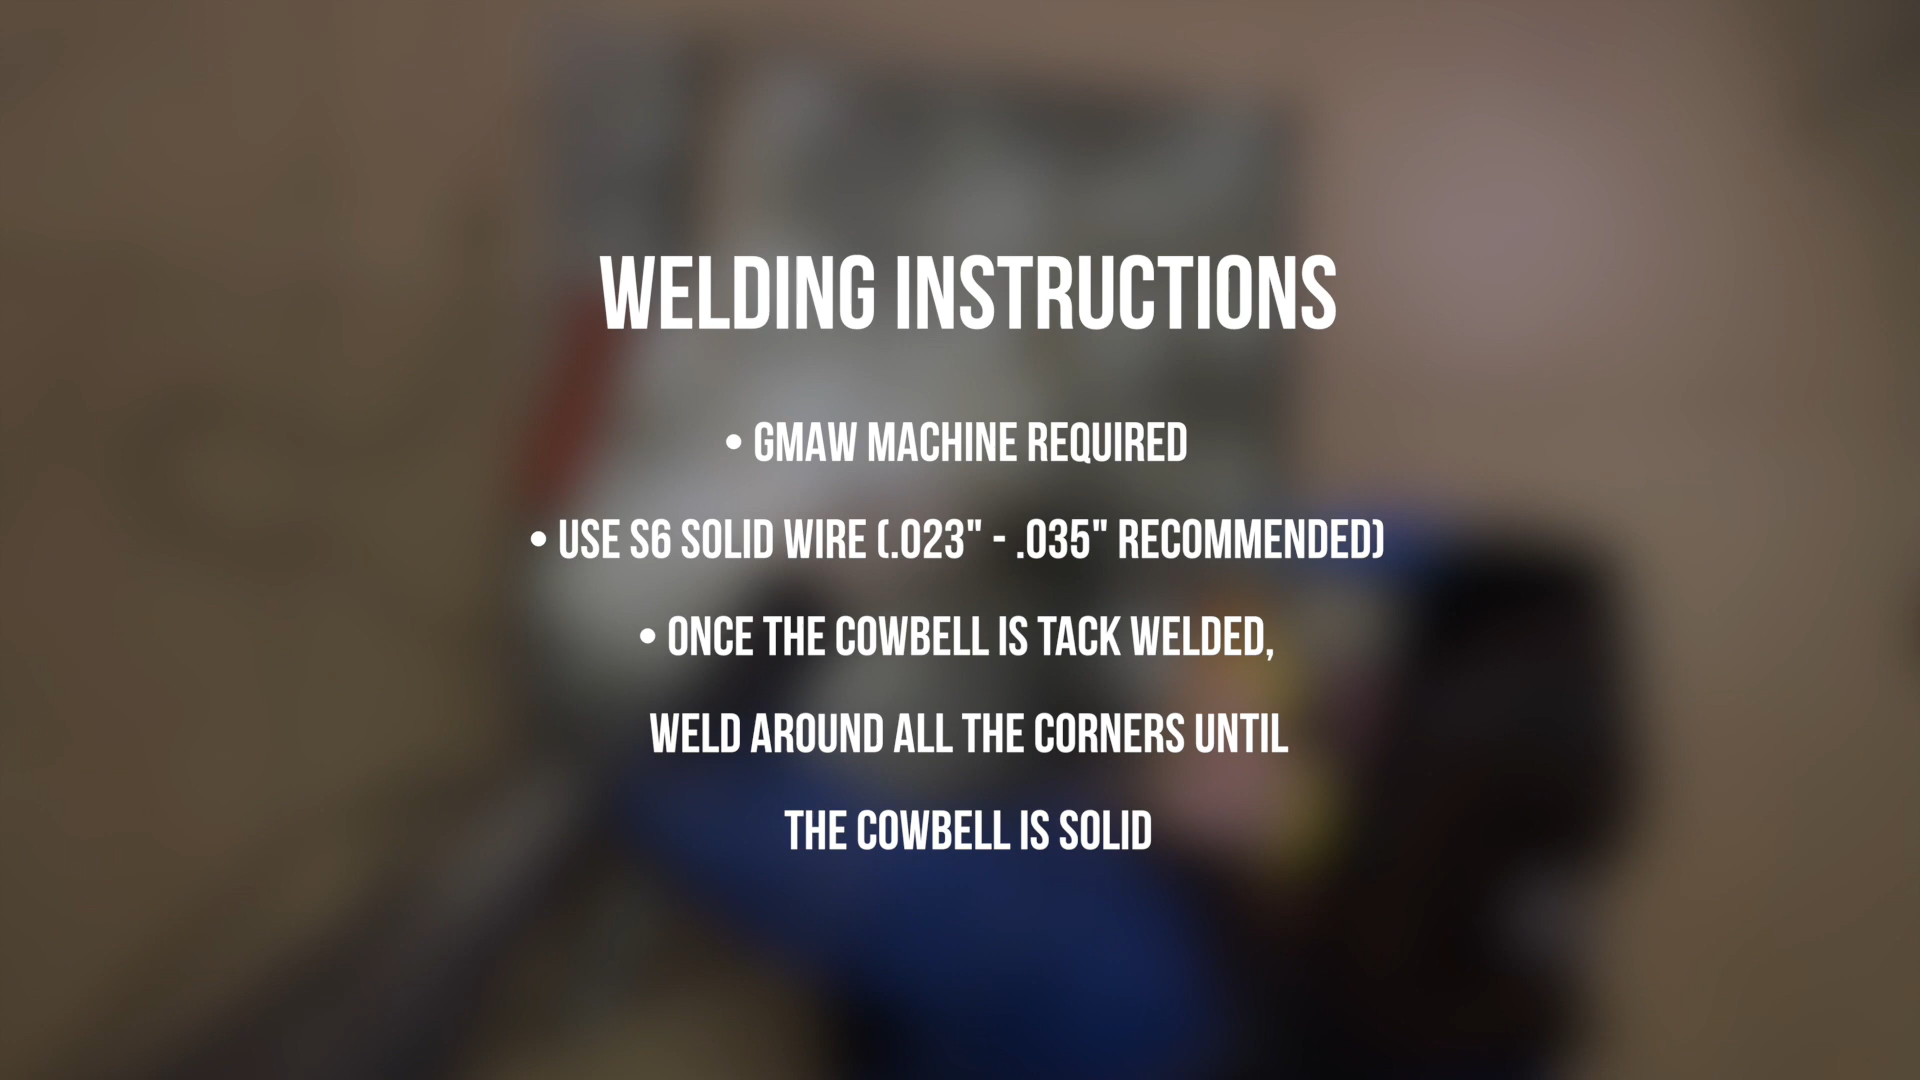 WELDING INSTRUCTIONS
• GMAW MACHINE REQUIRED
• USE S6 SOLID WIRE (.023" - .035" RECOMMENDED)
• ONCE THE COWBELL IS TACK WELDED,
WELD AROUND ALL THE CORNERS UNTIL
THE COWBELL IS SOLID